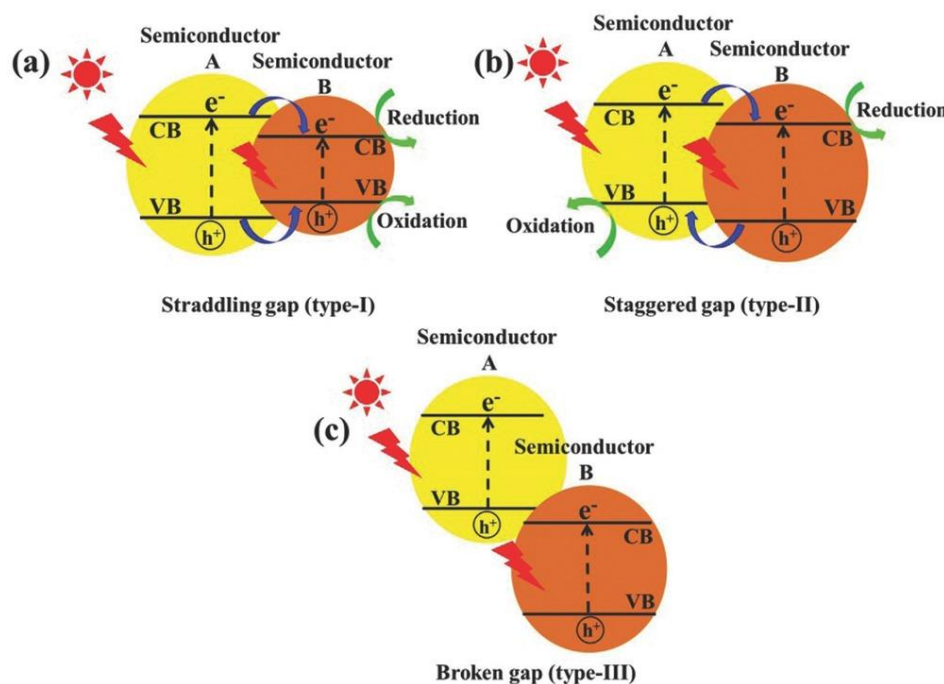 (a)
Semiconductor
A
Semiconductor
B
e-
CB
e-
CB
Reduction
VB
VB
h+
h+
Oxidation
Straddling gap (type-I)
(b)
Semiconductor
A
Semiconductor
B
e-
CB
e-
CB
Reduction
VB
VB
h+
h+
Oxidation
Staggered gap (type-II)
(c)
Semiconductor
A
e-
CB
VB
h+
Semiconductor
B
e-
CB
VB
h+
Broken gap (type-III)